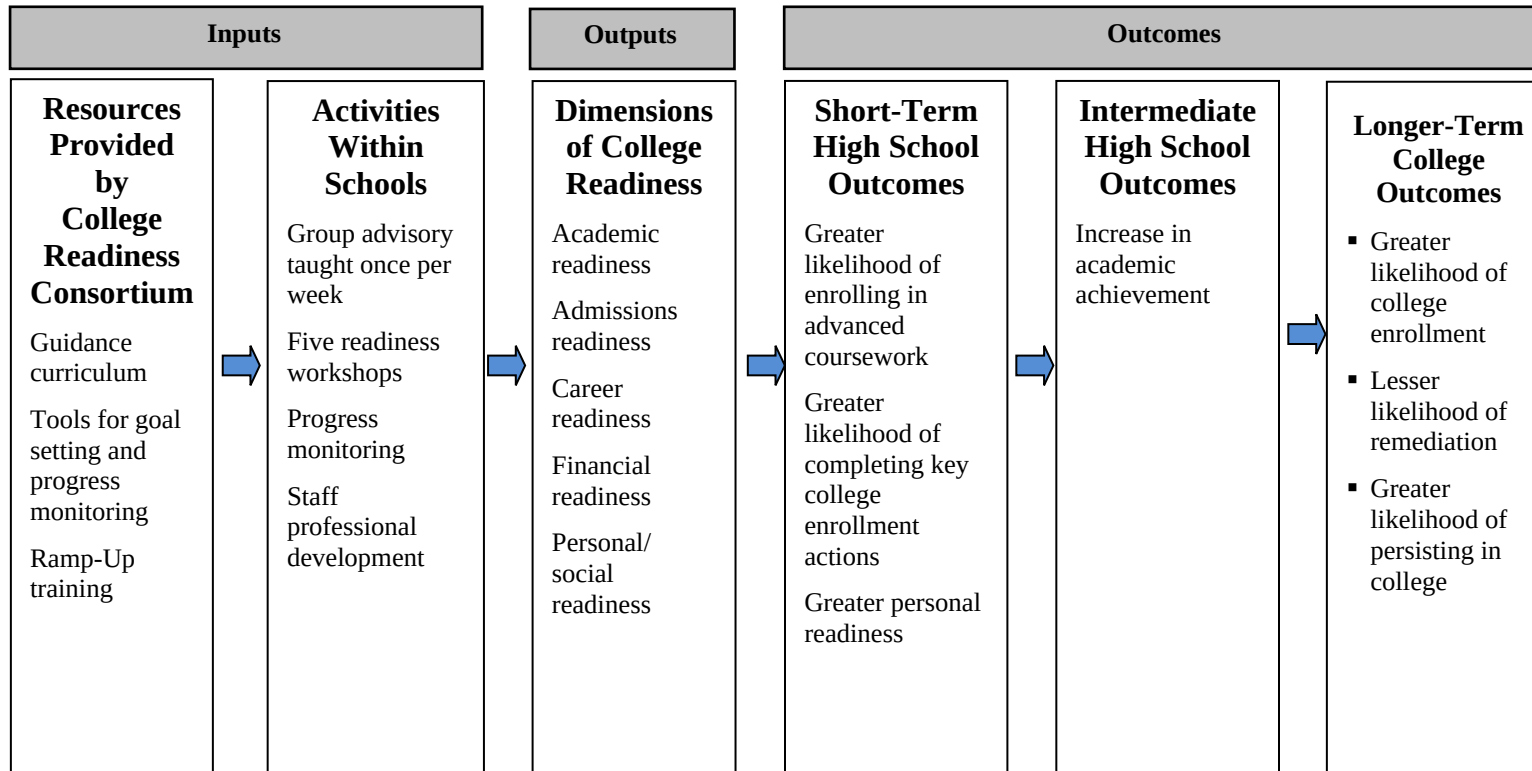 Inputs
Outputs
Outcomes
Resources
Provided
by
College
Readiness
Consortium
Guidance
curriculum
Tools for goal
setting and
progress
monitoring
Ramp-Up
training
Activities
Within
Schools
Group advisory
taught once per
week
Five readiness
workshops
Progress
monitoring
Staff
professional
development
Dimensions
of College
Readiness
Academic
readiness
Admissions
readiness
Career
readiness
Financial
readiness
Personal/
social
readiness
Short-Term
High School
Outcomes
Greater
likelihood of
enrolling in
advanced
coursework
Greater
likelihood of
completing key
college
enrollment
actions
Greater personal
readiness
Intermediate
High School
Outcomes
Increase in
academic
achievement
Longer-Term
College
Outcomes
▪ Greater
likelihood of
college
enrollment
▪ Lesser
likelihood of
remediation
▪ Greater
likelihood of
persisting in
college